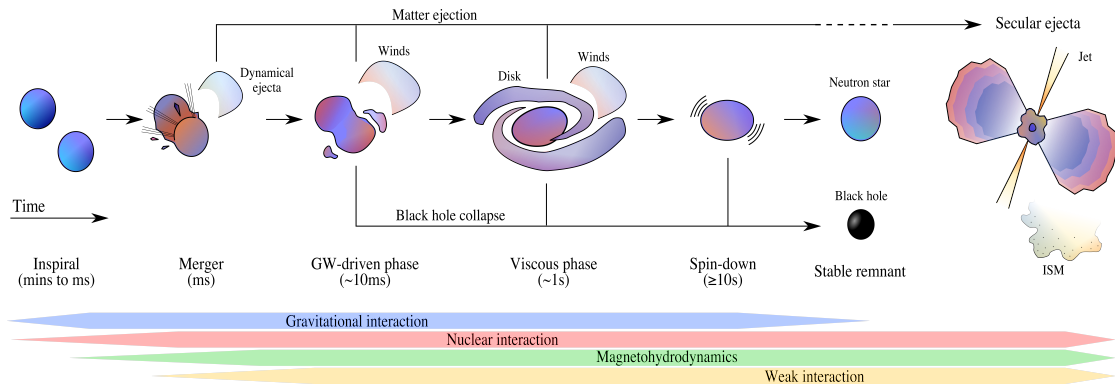 Matter ejection
Secular ejecta
Winds
Winds
Jet
Dynamical
ejecta
Disk
Neutron star
Time
Black hole collapse
Black hole
Inspiral
(mins to ms)
Merger
(ms)
GW-driven phase
(~10ms)
Viscous phase
(~1s)
Spin-down
(≥10s)
Stable remnant
ISM
Gravitational interaction
Nuclear interaction
Magnetohydrodynamics
Weak interaction